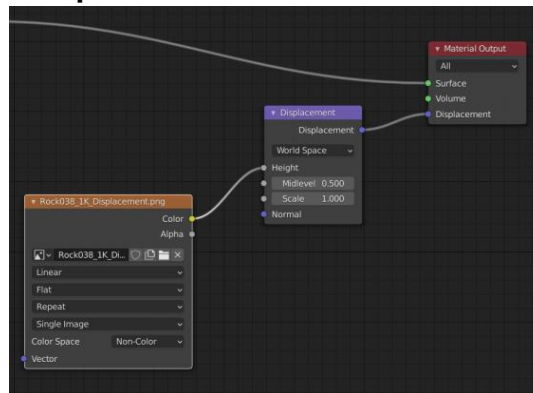 Material Output
All
Surface
Volume
Displacement
Displacement
Displacement
World Space
Height
Midlevel 0.500
Scale 1.000
Normal
Rock038_1K_Displacement.png
Color
Alpha
Rock038_1K_Di...
Linear
Flat
Repeat
Single Image
Color Space Non-Color
Vector